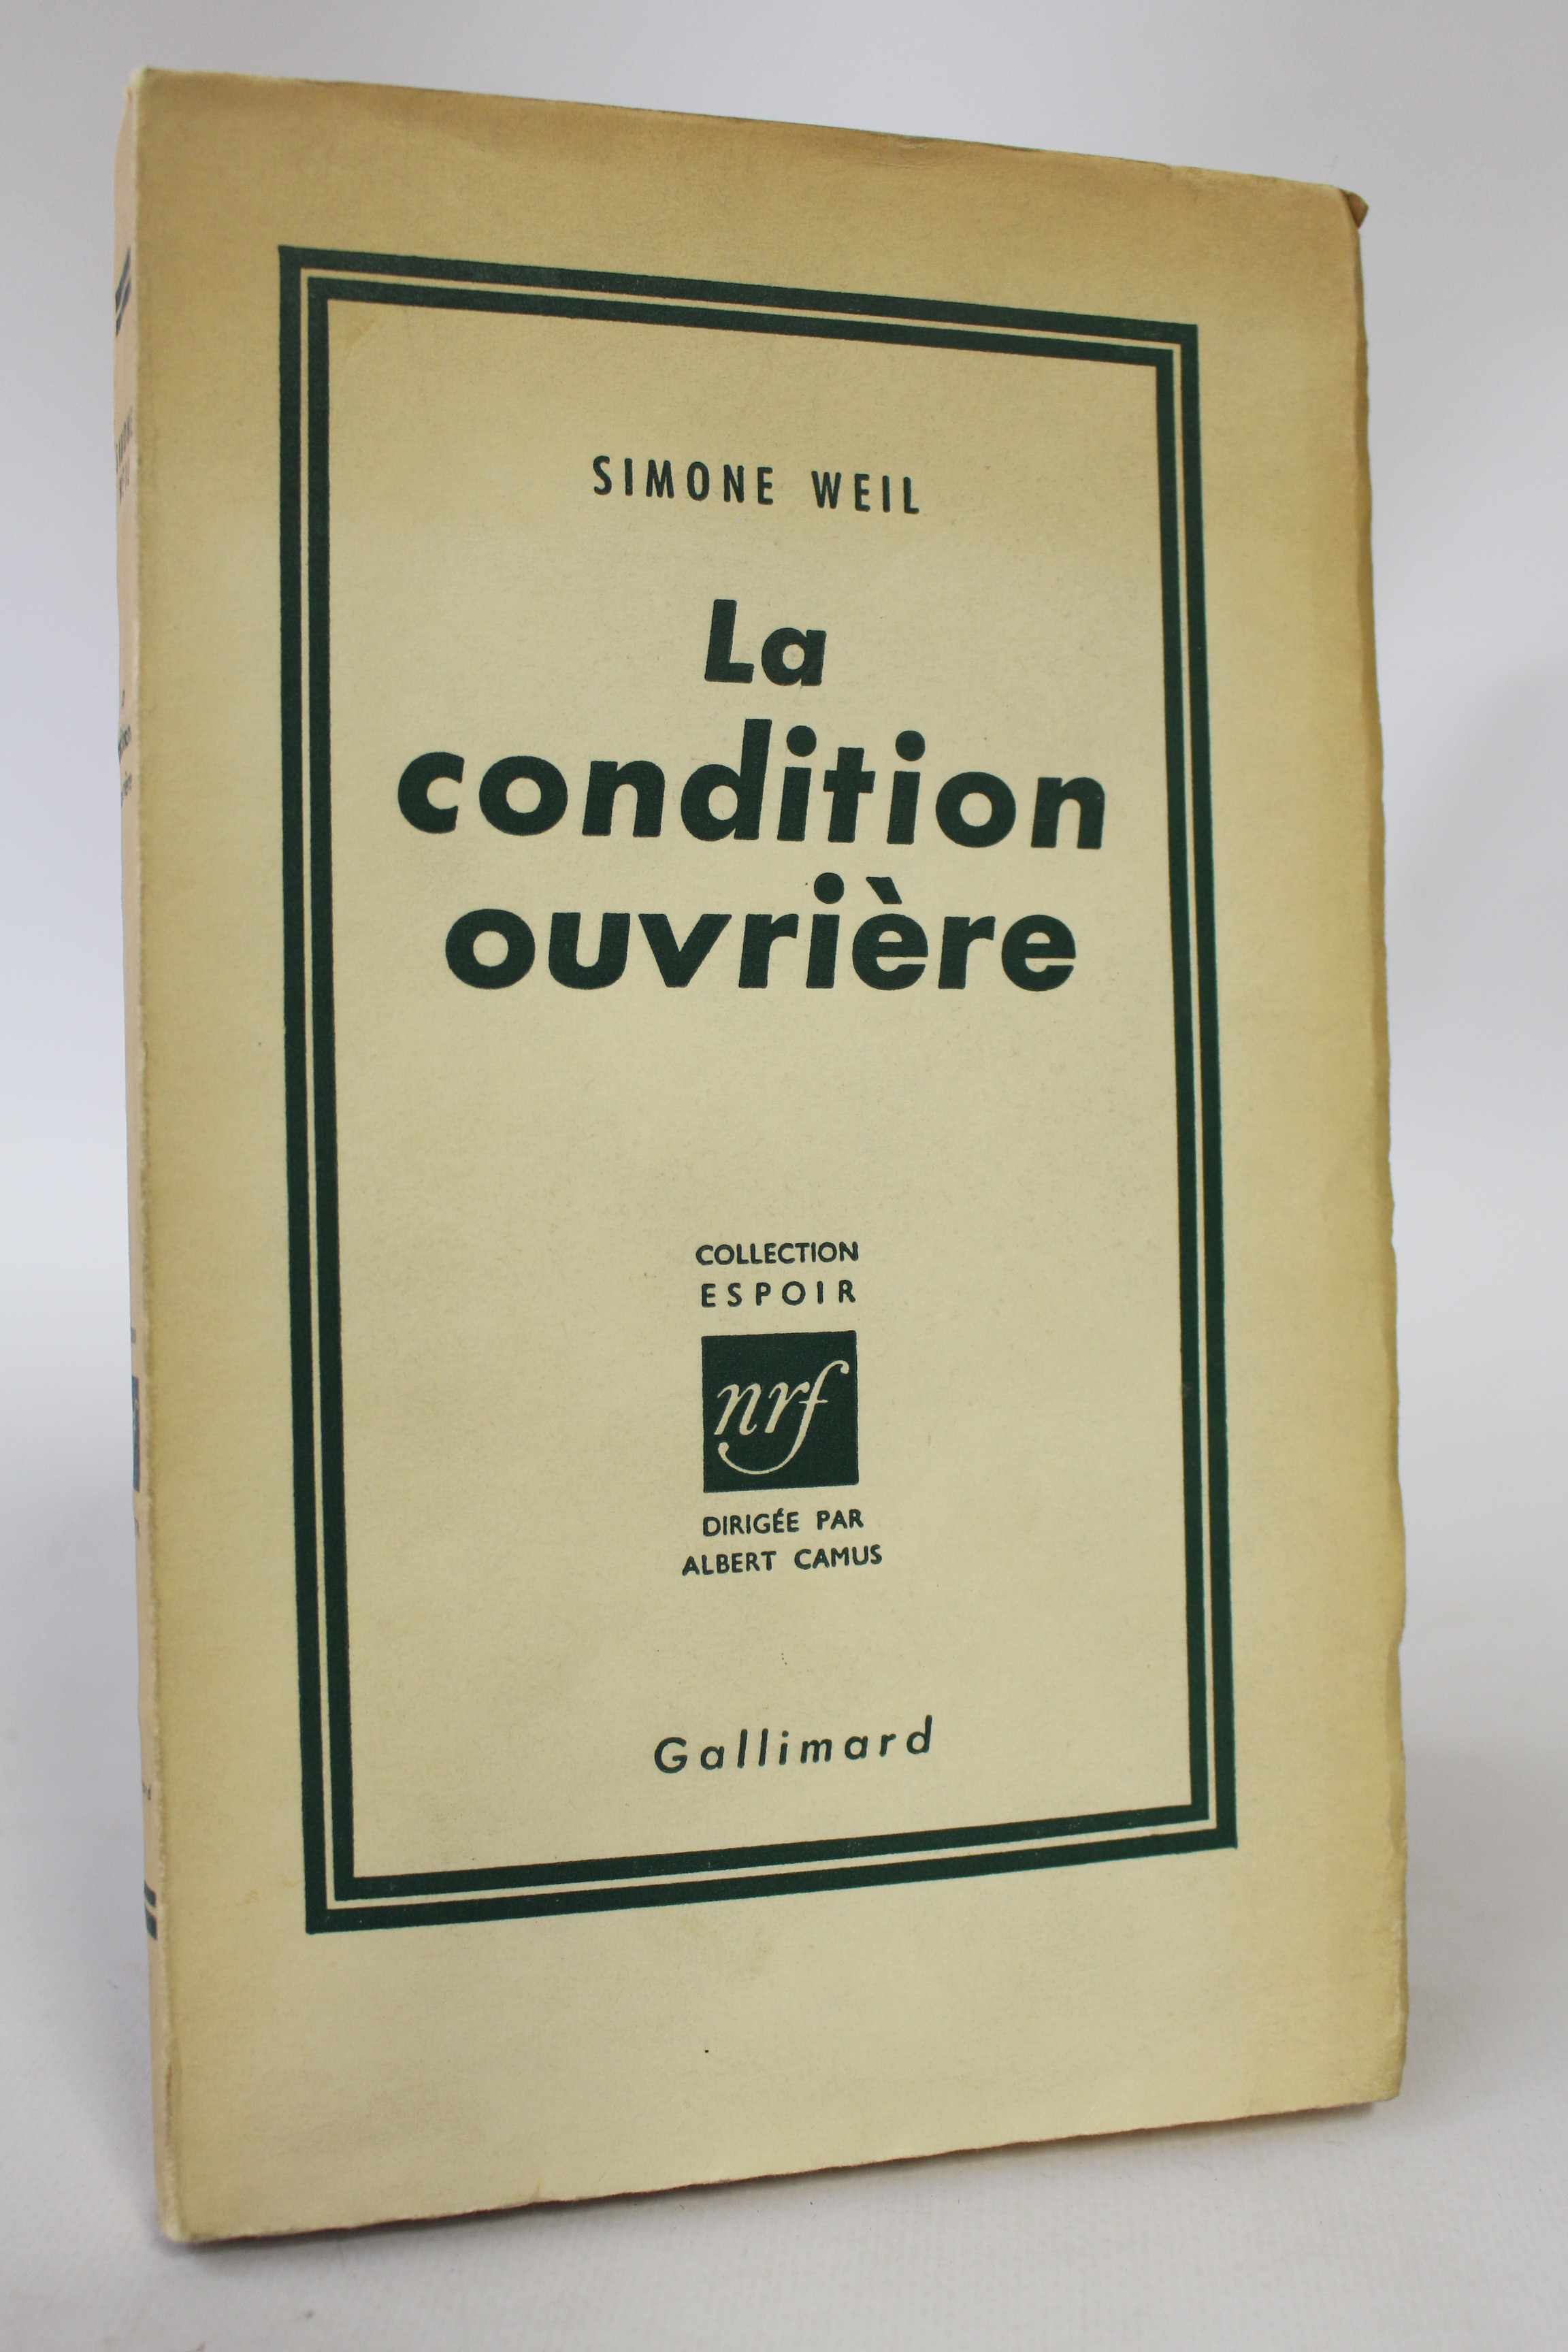 SIMONE WEIL
La
condition
ouvrière
COLLECTION
ESPOIR
nrf
DIRIGÉE PAR
ALBERT CAMUS
Gallimard